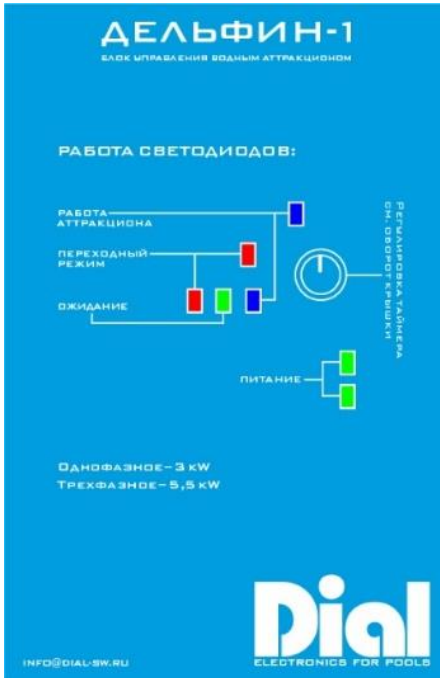 ДЕЛЬФИН-1
БЛОК УПРАВЛЕНИЯ ВОДНЫМ АТТРАКЦИОНОМ
РАБОТА СВЕТОДИОДОВ:
РАБОТА
АТТРАКЦИОНА
ПЕРЕХОДНЫЙ
РЕЖИМ
ОЖИДАНИЕ
РЕГУЛИРОВКА ТАЙМЕРА
СМ. ОБОРОТ КРЫШКИ
ПИТАНИЕ
ОДНОФАЗНОЕ–3 KW
ТРЕХФАЗНОЕ–5,5 KW
Dial
ELECTRONICS FOR POOLS
INFO@DIAL-SW.RU